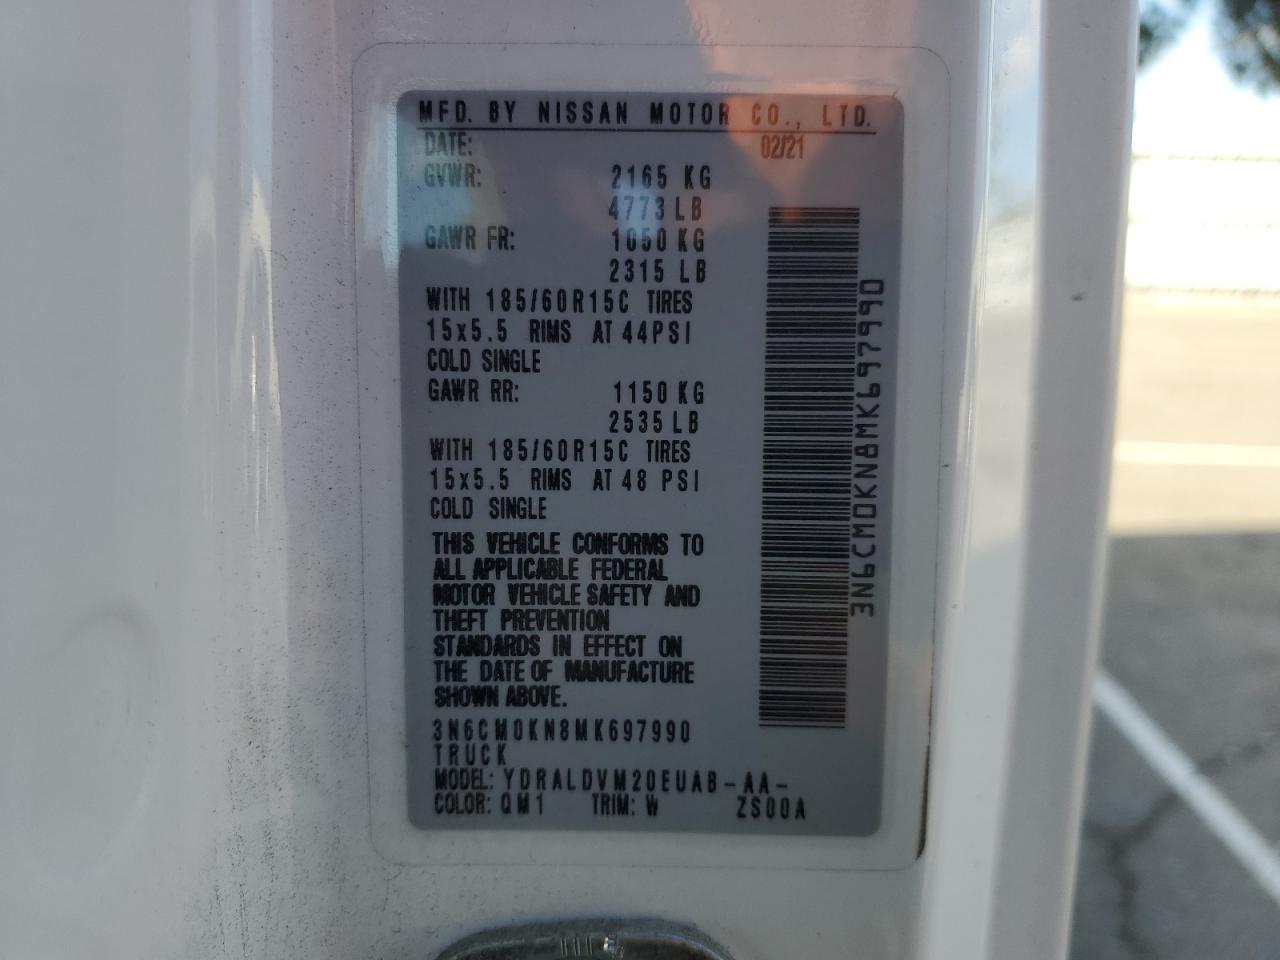 MFD. BY NISSAN MOTOR CO., LTD.
DATE: 02/21
GVWR: 2165 KG
4773 LB
GAWR FR: 1050 KG
2315 LB
WITH 185/60R15C TIRES
15x5.5 RIMS AT 44PSI
COLD SINGLE
GAWR RR: 1150 KG
2535 LB
WITH 185/60R15C TIRES
15x5.5 RIMS AT 48 PSI
COLD SINGLE
THIS VEHICLE CONFORMS TO
ALL APPLICABLE FEDERAL
MOTOR VEHICLE SAFETY AND
THEFT PREVENTION
STANDARDS IN EFFECT ON
THE DATE OF MANUFACTURE
SHOWN ABOVE.
3N6CM0KN8MK697990
TRUCK
MODEL: YDRALDVM20EUAB-AA-
COLOR: QM1 TRIM: W ZS00A
3N6CM0KN8MK697990